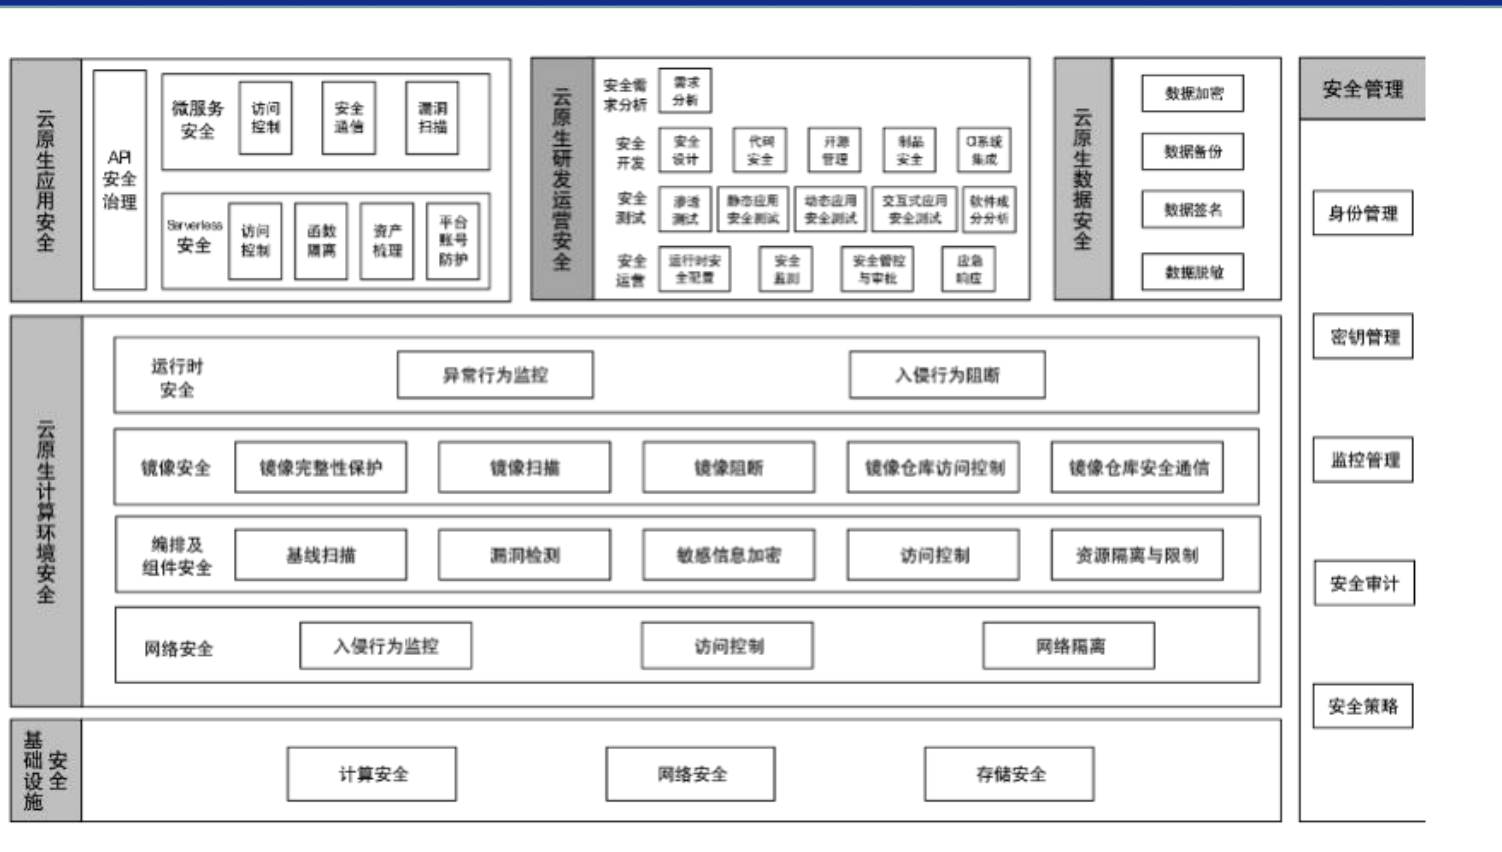 云原生应用安全
API
安全
治理
微服务
安全
访问
控制
安全
通信
漏洞
扫描
Serverless
安全
访问
控制
函数
隔离
资产
梳理
平台
账号
防护
云原生研发运营安全
安全需
求分析
需求
分析
安全
开发
安全
设计
代码
安全
开源
管理
制品
安全
CI系统
集成
安全
测试
渗透
测试
静态应用
安全测试
动态应用
安全测试
交互式应用
安全测试
软件成
分分析
安全
运营
运行时安
全配置
安全
监测
安全管控
与审批
应急
响应
云原生数据安全
数据加密
数据备份
数据签名
数据脱敏
安全管理
身份管理
密钥管理
监控管理
安全审计
安全策略
云原生计算环境安全
运行时
安全
异常行为监控
入侵行为阻断
镜像安全
镜像完整性保护
镜像扫描
镜像阻断
镜像仓库访问控制
镜像仓库安全通信
编排及
组件安全
基线扫描
漏洞检测
敏感信息加密
访问控制
资源隔离与限制
网络安全
入侵行为监控
访问控制
网络隔离
基础设施
安全
计算安全
网络安全
存储安全